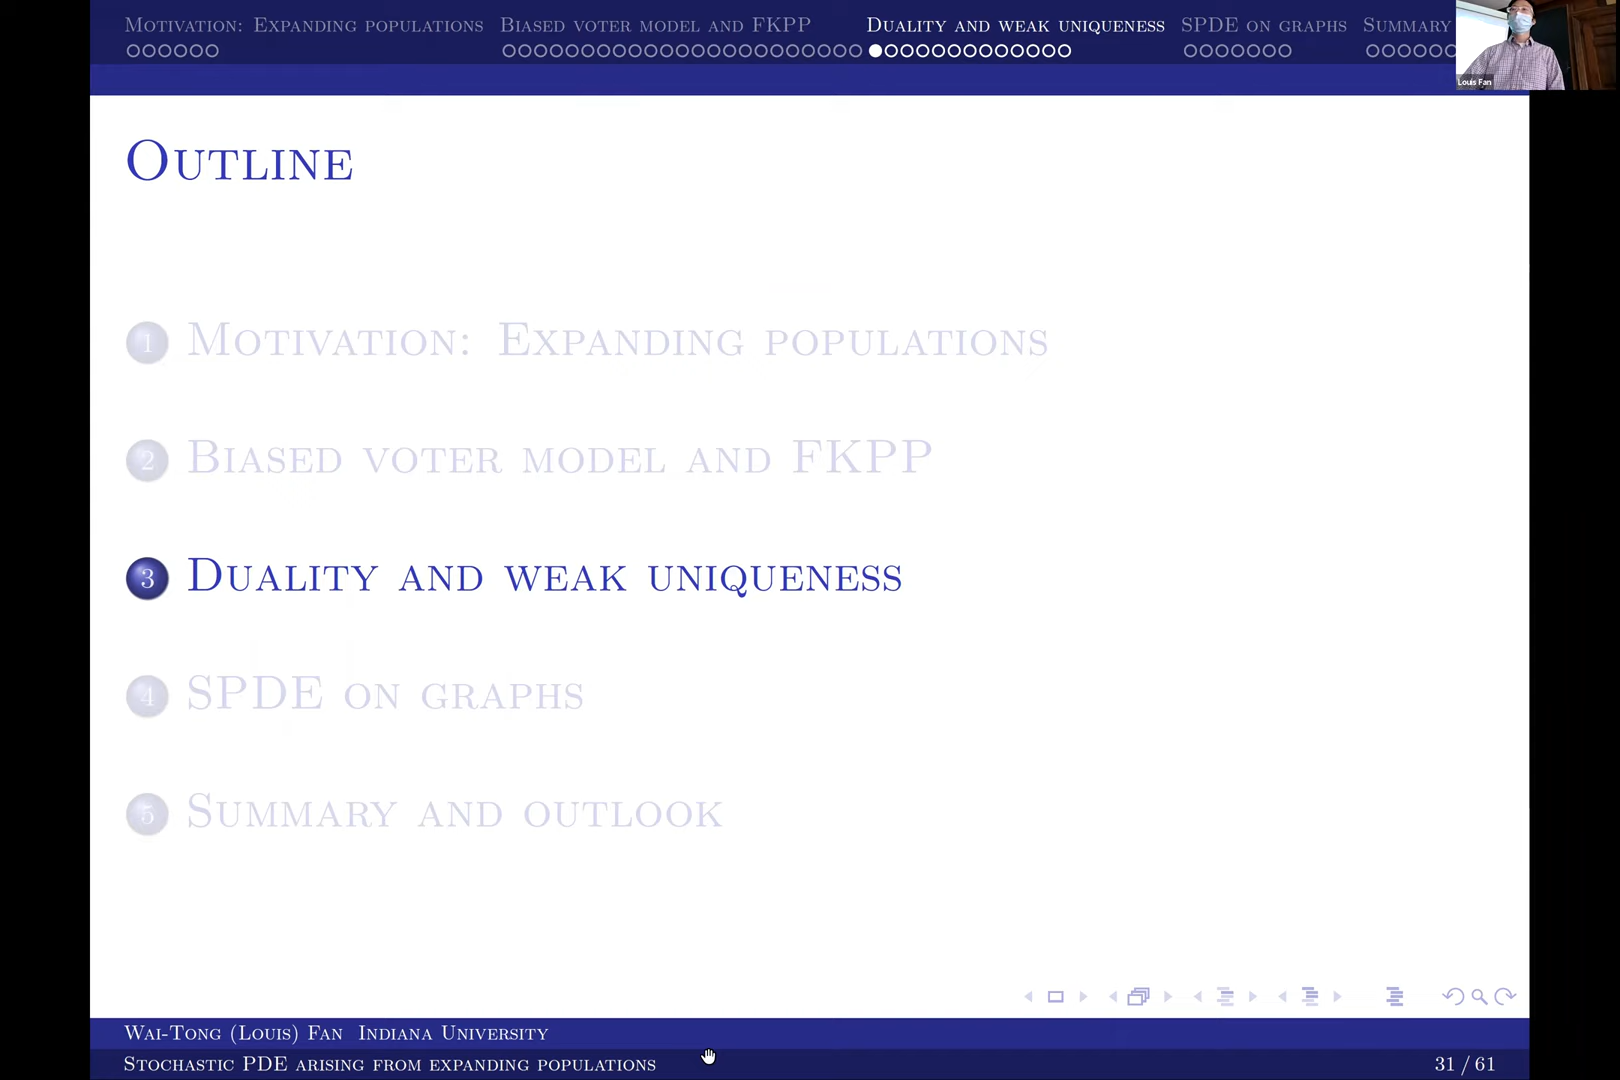 Motivation: Expanding populations Biased voter model and FKPP Duality and weak uniqueness SPDE on graphs Summary
Louis Fan
Outline
1 Motivation: Expanding populations
2 Biased voter model and FKPP
3 Duality and weak uniqueness
4 SPDE on graphs
5 Summary and outlook
Wai-Tong (Louis) Fan Indiana University
Stochastic PDE arising from expanding populations 31 / 61